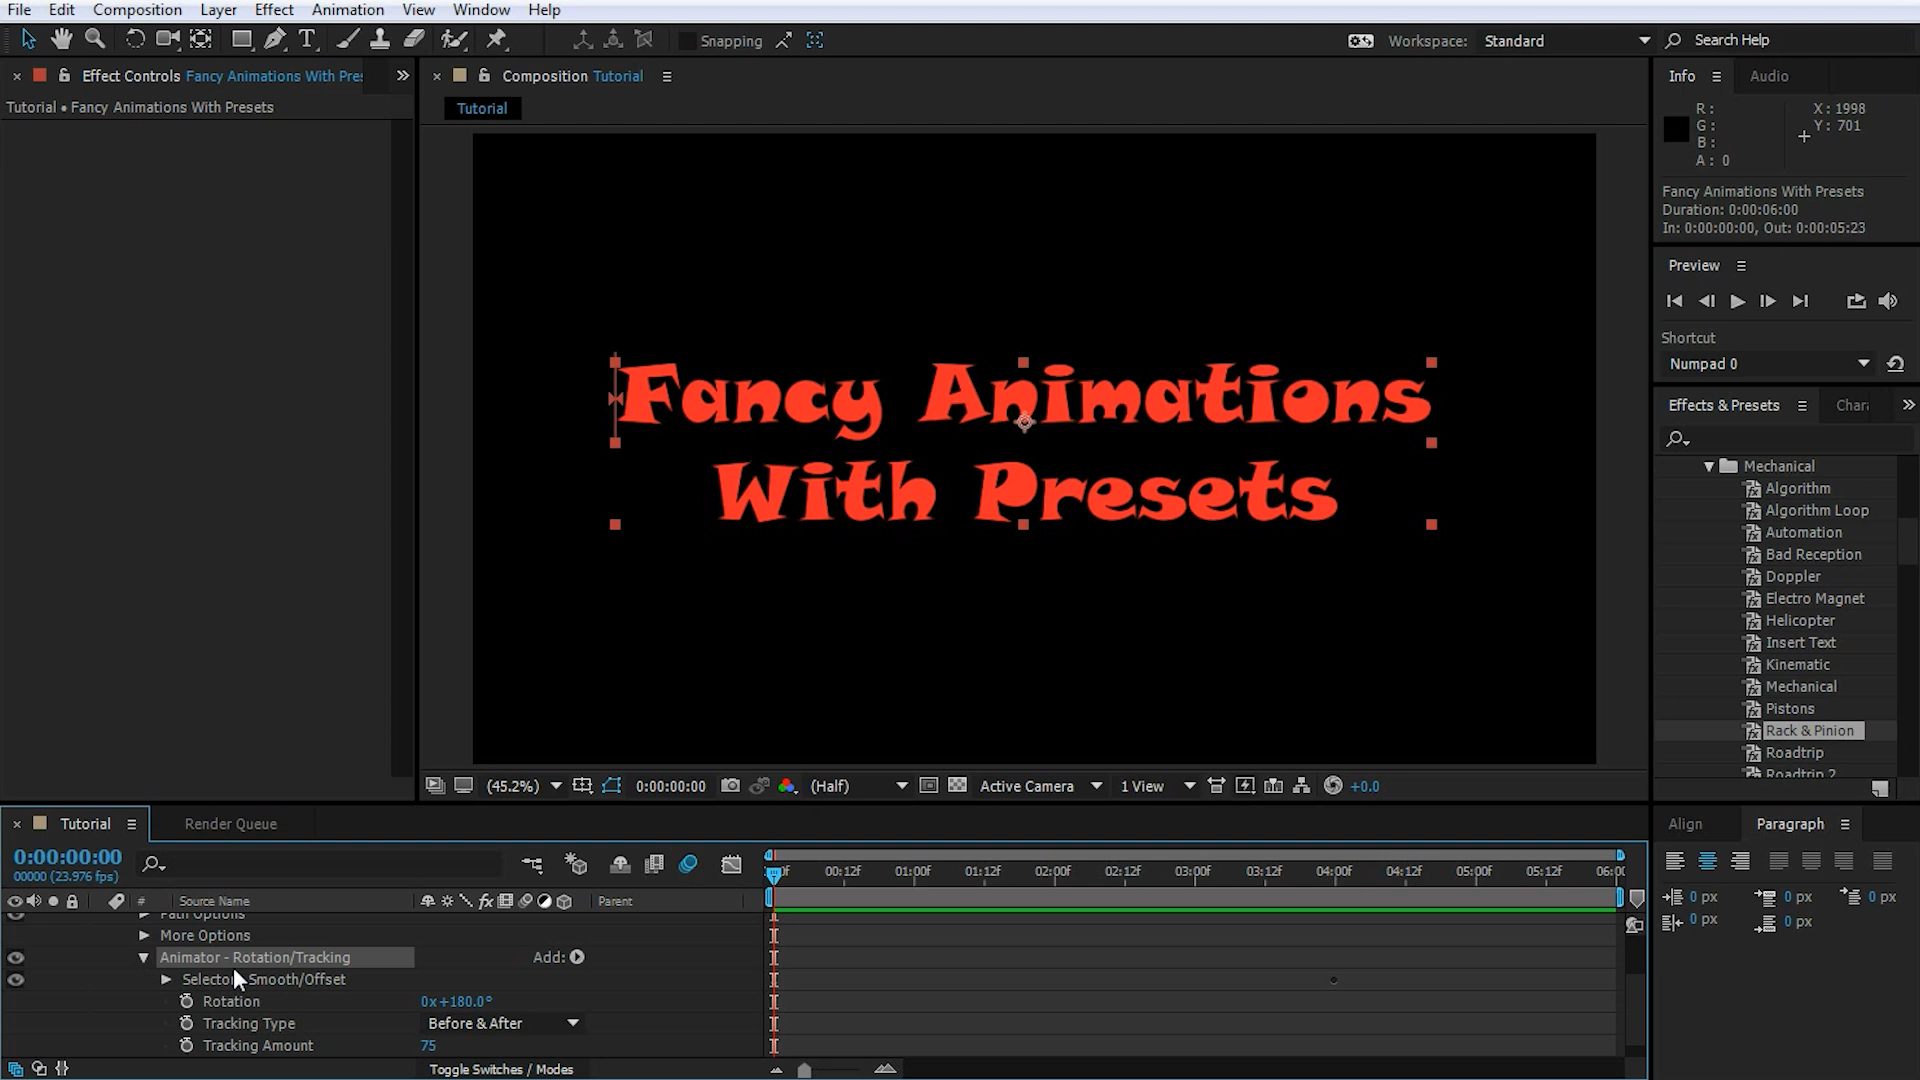 File Edit Composition Layer Effect Animation View Window Help
Snapping Workspace: Standard Search Help
Effect Controls Fancy Animations With Pres
Tutorial • Fancy Animations With Presets
Composition Tutorial
Tutorial
Fancy Animations
With Presets
(45.2%) 0:00:00:00 (Half) Active Camera 1 View +0.0
Info Audio
R: X: 1998
G: Y: 701
B:
A: 0
Fancy Animations With Presets
Duration: 0:00:06:00
In: 0:00:00:00, Out: 0:00:05:23
Preview
Shortcut
Numpad 0
Effects & Presets Char
Mechanical
Algorithm
Algorithm Loop
Automation
Bad Reception
Doppler
Electro Magnet
Helicopter
Insert Text
Kinematic
Mechanical
Pistons
Rack & Pinion
Roadtrip
Roadtrip 2
Tutorial Render Queue
0:00:00:00
00000 (23.976 fps)
00:12f 01:00f 01:12f 02:00f 02:12f 03:00f 03:12f 04:00f 04:12f 05:00f 05:12f 06:00
# Source Name Parent
Path Options
More Options
Animator - Rotation/Tracking Add:
Selector - Smooth/Offset
Rotation 0x+180.0°
Tracking Type Before & After
Tracking Amount 75
Toggle Switches / Modes
Align Paragraph
0 px 0 px 0 px
0 px 0 px